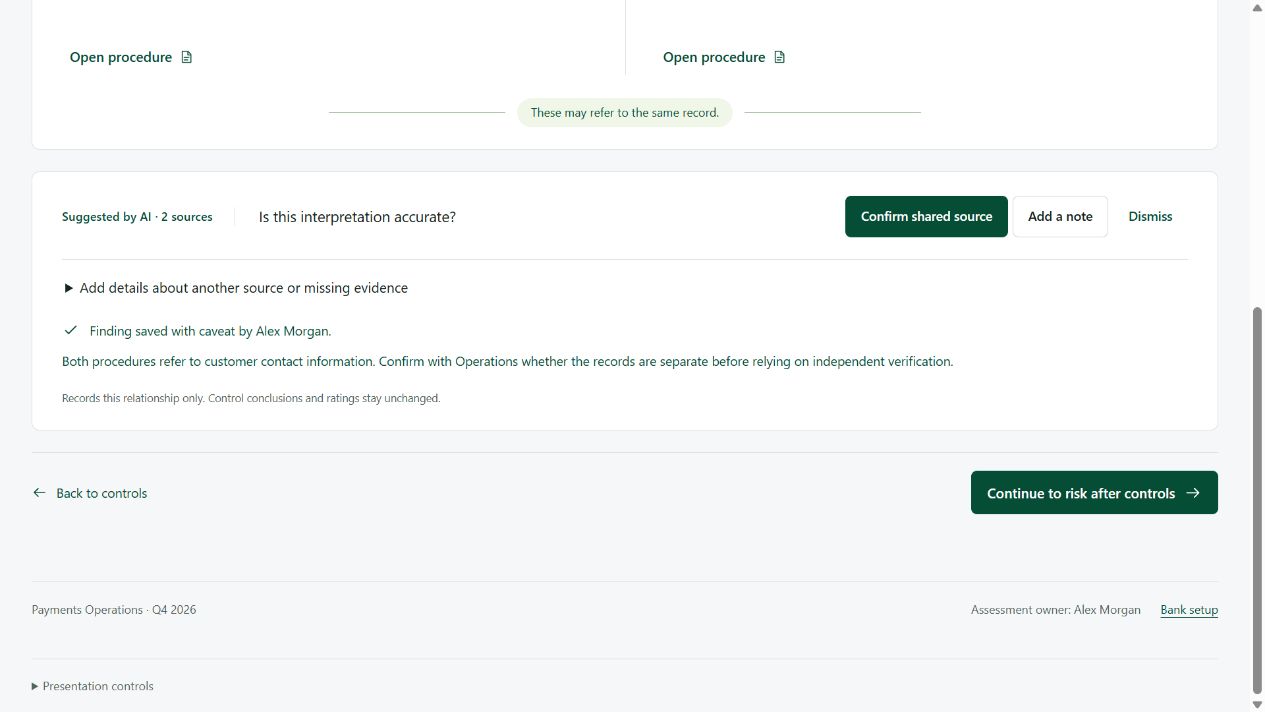 Open procedure
Open procedure
These may refer to the same record.
Suggested by AI · 2 sources
Is this interpretation accurate?
Confirm shared source
Add a note
Dismiss
Add details about another source or missing evidence
Finding saved with caveat by Alex Morgan.
Both procedures refer to customer contact information. Confirm with Operations whether the records are separate before relying on independent verification.
Records this relationship only. Control conclusions and ratings stay unchanged.
Back to controls
Continue to risk after controls
Payments Operations · Q4 2026
Assessment owner: Alex Morgan
Bank setup
Presentation controls